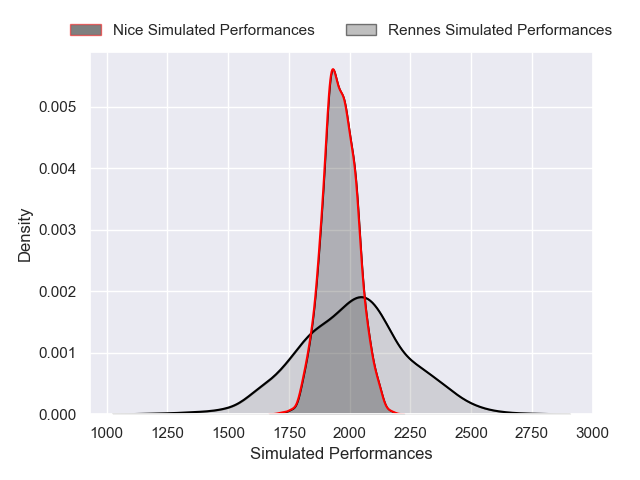 Nice Simulated Performances Rennes Simulated Performances
0.005
0.004
0.003
0.002
0.001
0.000
Density
1000 1250 1500 1750 2000 2250 2500 2750 3000
Simulated Performances